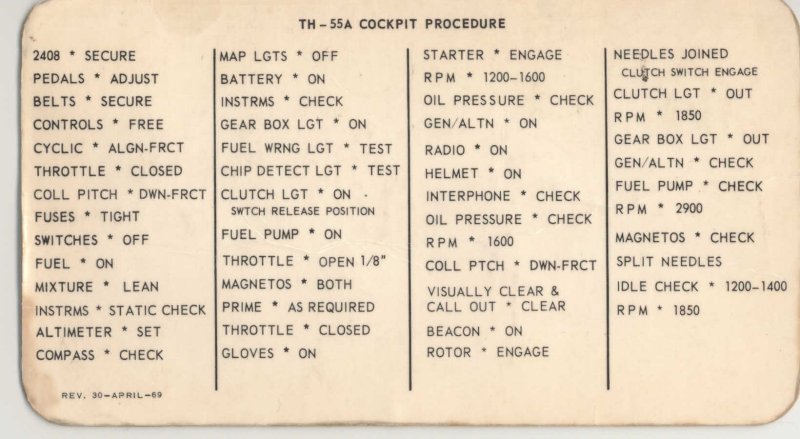 TH-55A COCKPIT PROCEDURE
2408 * SECURE
PEDALS * ADJUST
BELTS * SECURE
CONTROLS * FREE
CYCLIC * ALGN-FRCT
THROTTLE * CLOSED
COLL PITCH * DWN-FRCT
FUSES * TIGHT
SWITCHES * OFF
FUEL * ON
MIXTURE * LEAN
INSTRMS * STATIC CHECK
ALTIMETER * SET
COMPASS * CHECK
REV. 30-APRIL-69
MAP LGTS * OFF
BATTERY * ON
INSTRMS * CHECK
GEAR BOX LGT * ON
FUEL WRNG LGT * TEST
CHIP DETECT LGT * TEST
CLUTCH LGT * ON
SWTCH RELEASE POSITION
FUEL PUMP * ON
THROTTLE * OPEN 1/8"
MAGNETOS * BOTH
PRIME * AS REQUIRED
THROTTLE * CLOSED
GLOVES * ON
STARTER * ENGAGE
RPM * 1200-1600
OIL PRESSURE * CHECK
GEN/ALTN * ON
RADIO * ON
HELMET * ON
INTERPHONE * CHECK
OIL PRESSURE * CHECK
RPM * 1600
COLL PTCH * DWN-FRCT
VISUALLY CLEAR &
CALL OUT * CLEAR
BEACON * ON
ROTOR * ENGAGE
NEEDLES JOINED
CLUTCH SWITCH ENGAGE
CLUTCH LGT * OUT
RPM * 1850
GEAR BOX LGT * OUT
GEN/ALTN * CHECK
FUEL PUMP * CHECK
RPM * 2900
MAGNETOS * CHECK
SPLIT NEEDLES
IDLE CHECK * 1200-1400
RPM * 1850